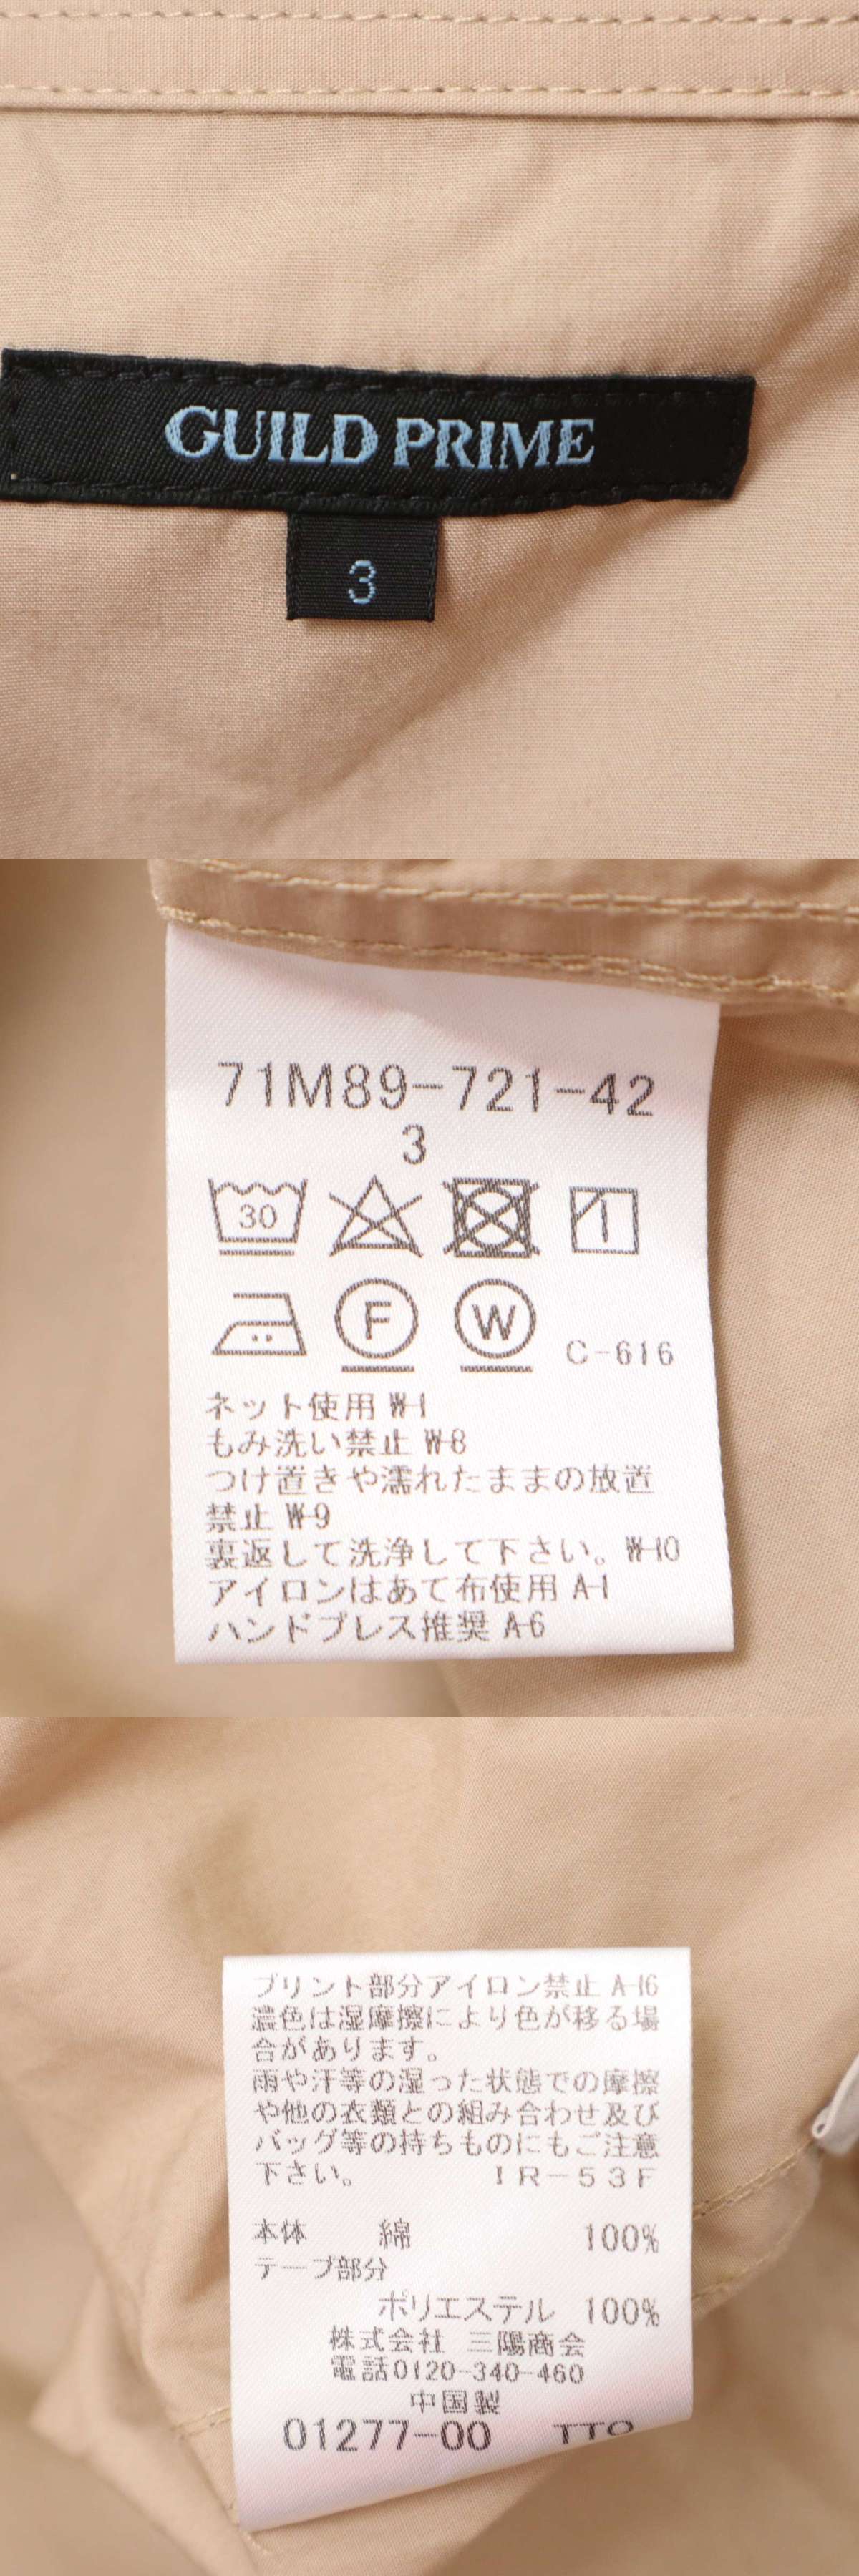 GUILD PRIME
3
71M89-721-42
3
30
F W C-616
ネット使用 W-1
もみ洗い禁止 W-8
つけ置きや濡れたままの放置
禁止 W-9
裏返して洗浄して下さい。W-10
アイロンはあて布使用 A-1
ハンドプレス推奨 A-6
プリント部分アイロン禁止 A-16
濃色は湿摩擦により色が移る場
合があります。
雨や汗等の湿った状態での摩擦
や他の衣類との組み合わせ及び
バッグ等の持ちものにもご注意
下さい。 IR-53F
本体 綿 100%
テープ部分
ポリエステル 100%
株式会社 三陽商会
電話0120-340-460
中国製
01277-00 TTO